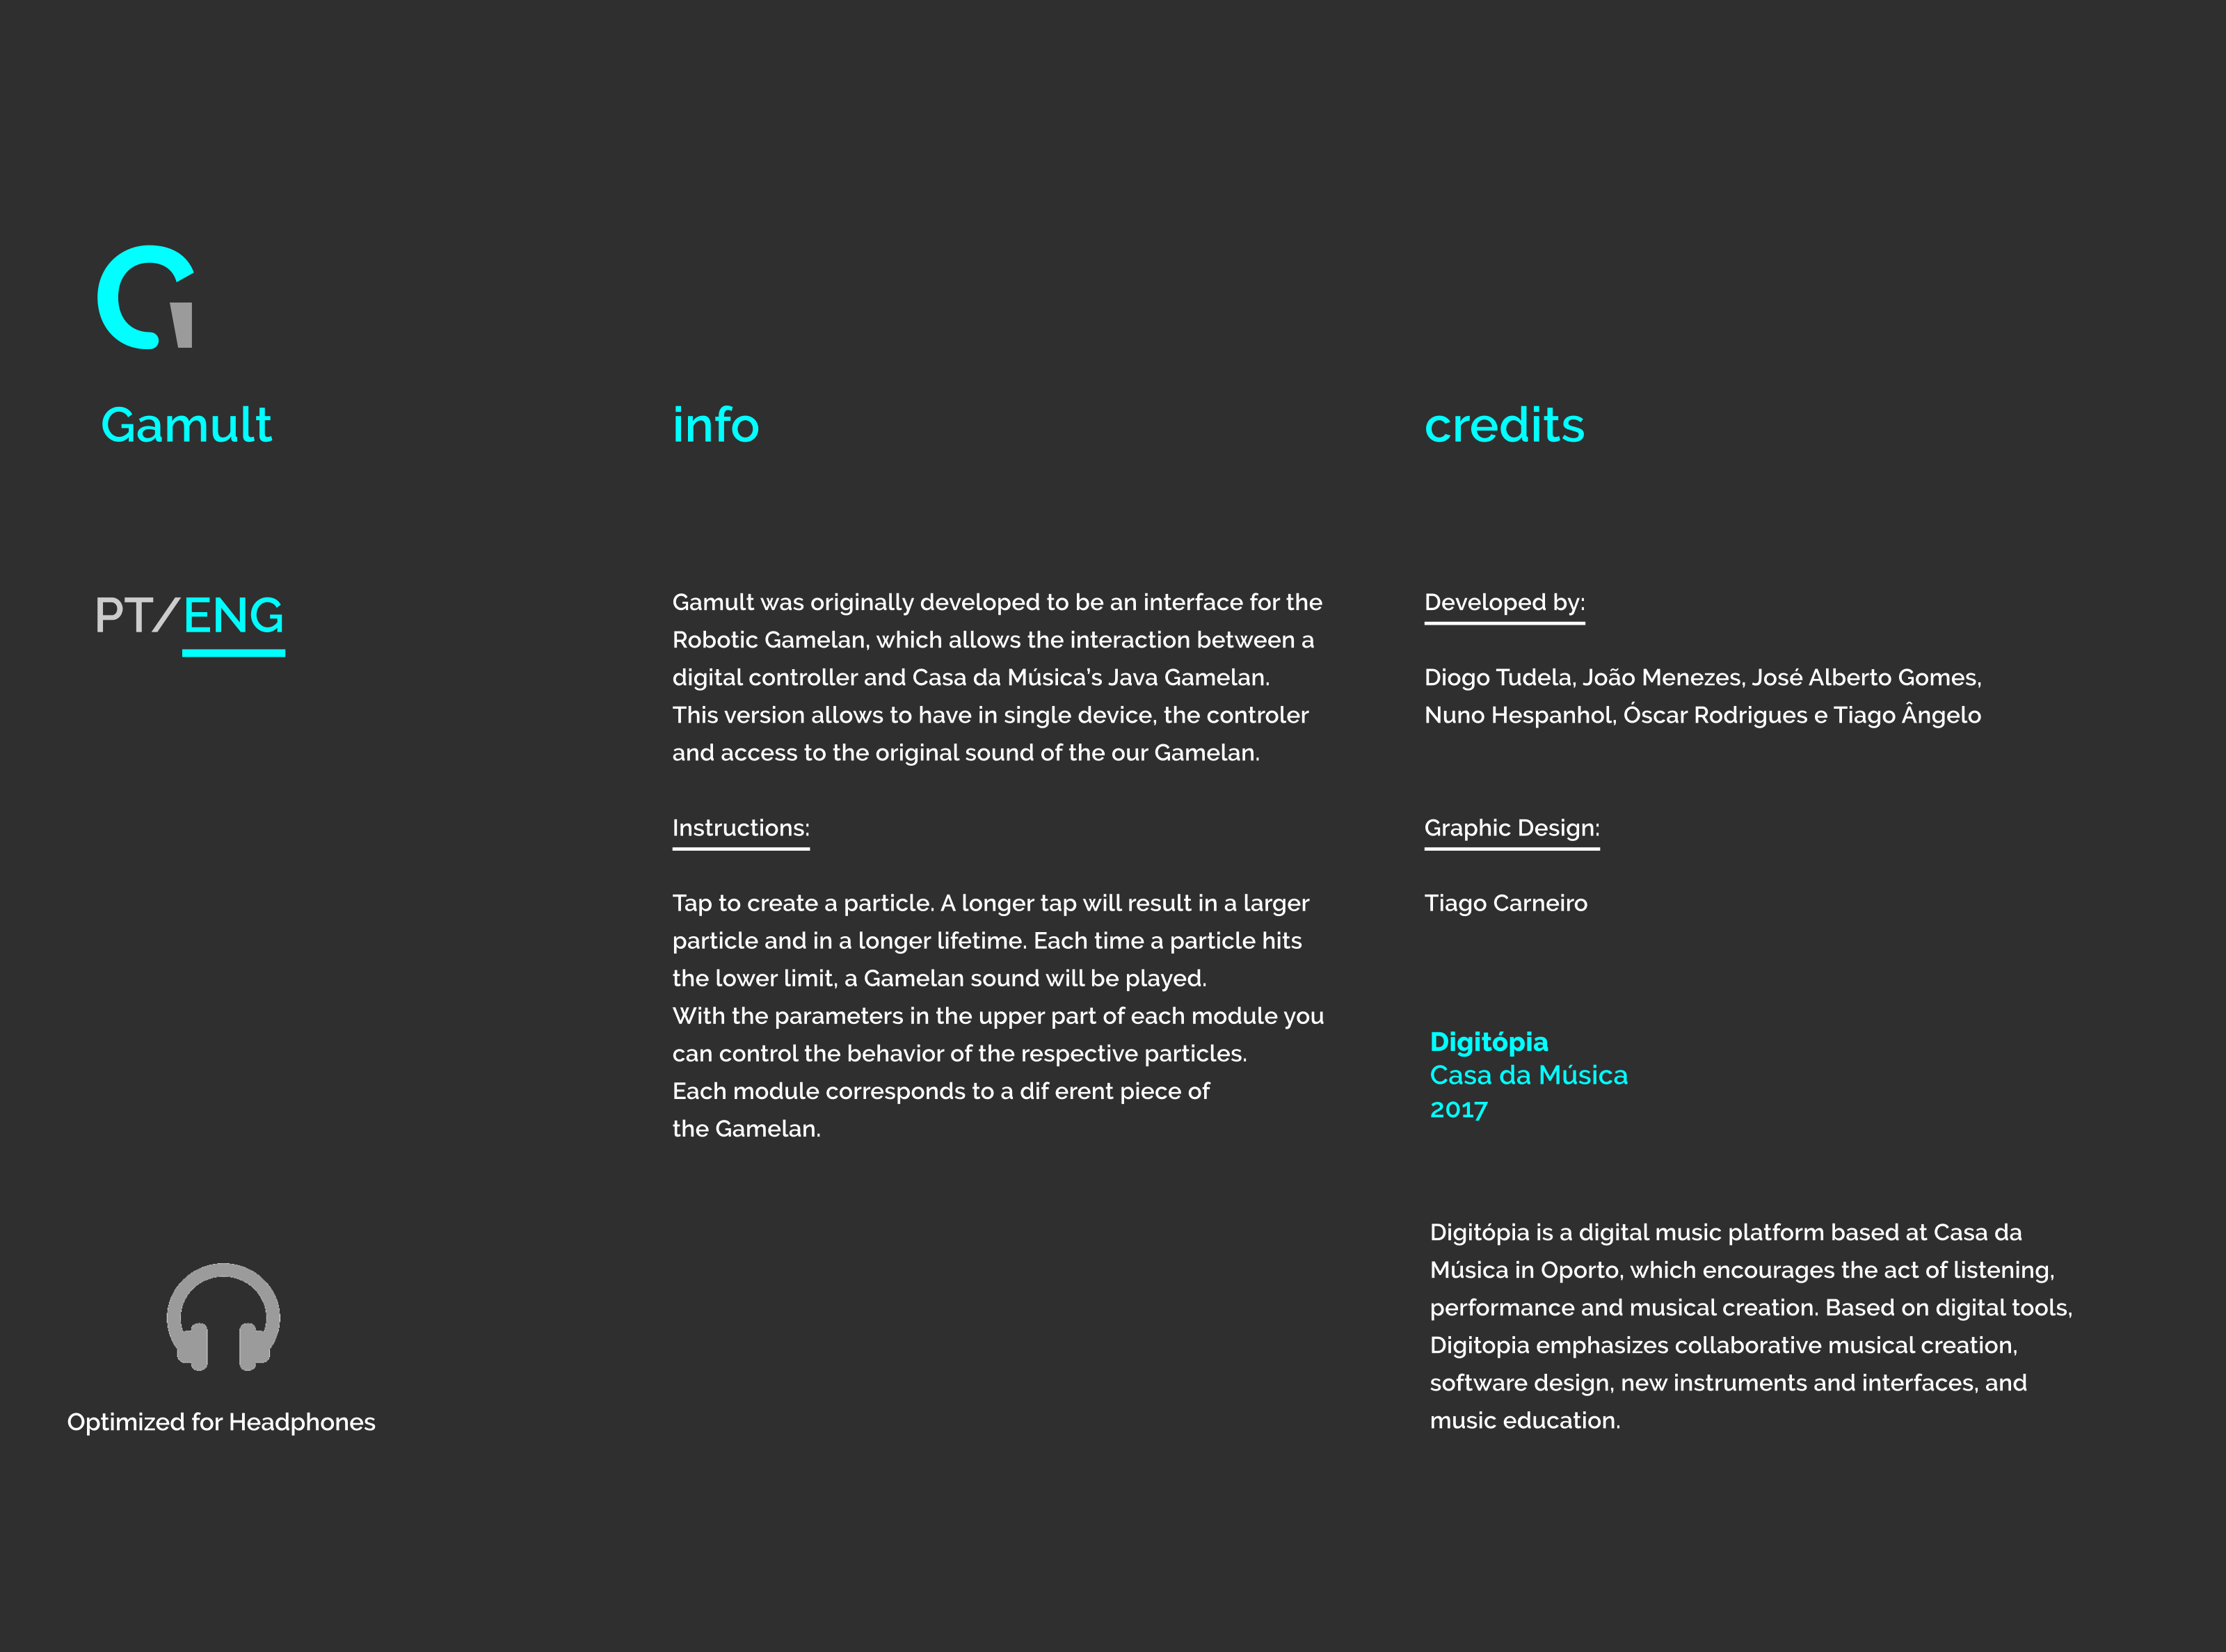 Gamult
PT/ENG
Optimized for Headphones
info
Gamult was originally developed to be an interface for the
Robotic Gamelan, which allows the interaction between a
digital controller and Casa da Música’s Java Gamelan.
This version allows to have in single device, the controler
and access to the original sound of the our Gamelan.
Instructions:
Tap to create a particle. A longer tap will result in a larger
particle and in a longer lifetime. Each time a particle hits
the lower limit, a Gamelan sound will be played.
With the parameters in the upper part of each module you
can control the behavior of the respective particles.
Each module corresponds to a dif erent piece of
the Gamelan.
credits
Developed by:
Diogo Tudela, João Menezes, José Alberto Gomes,
Nuno Hespanhol, Óscar Rodrigues e Tiago Ângelo
Graphic Design:
Tiago Carneiro
Digitópia
Casa da Música
2017
Digitópia is a digital music platform based at Casa da
Música in Oporto, which encourages the act of listening,
performance and musical creation. Based on digital tools,
Digitopia emphasizes collaborative musical creation,
software design, new instruments and interfaces, and
music education.